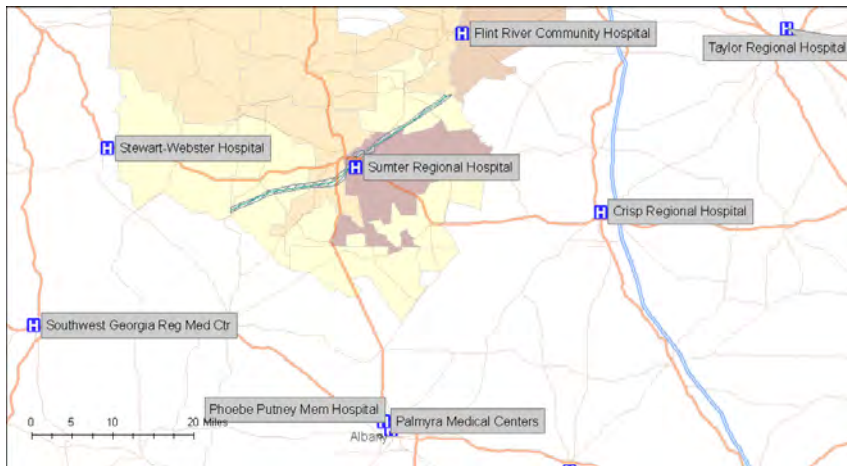 Flint River Community Hospital
Taylor Regional Hospital
Stewart-Webster Hospital
Sumter Regional Hospital
Crisp Regional Hospital
Southwest Georgia Reg Med Ctr
Phoebe Putney Mem Hospital
Palmyra Medical Centers
0 5 10 20 Miles
Albany